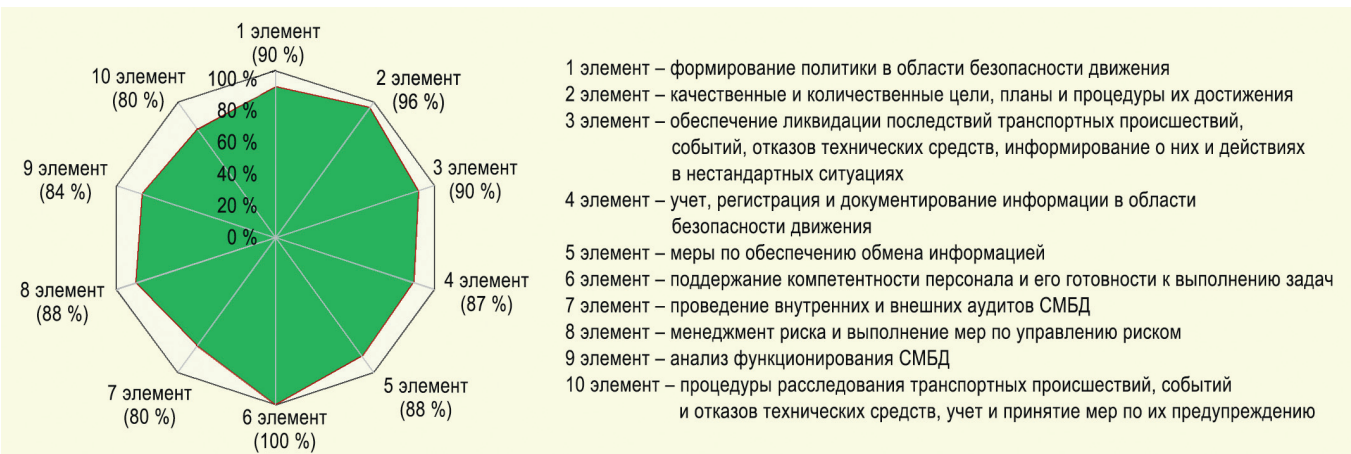 1 элемент
(90 %)
2 элемент
(96 %)
3 элемент
(90 %)
4 элемент
(87 %)
5 элемент
(88 %)
6 элемент
(100 %)
7 элемент
(80 %)
8 элемент
(88 %)
9 элемент
(84 %)
10 элемент
(80 %)
100 %
80 %
60 %
40 %
20 %
0 %
1 элемент – формирование политики в области безопасности движения
2 элемент – качественные и количественные цели, планы и процедуры их достижения
3 элемент – обеспечение ликвидации последствий транспортных происшествий,
событий, отказов технических средств, информирование о них и действиях
в нестандартных ситуациях
4 элемент – учет, регистрация и документирование информации в области
безопасности движения
5 элемент – меры по обеспечению обмена информацией
6 элемент – поддержание компетентности персонала и его готовности к выполнению задач
7 элемент – проведение внутренних и внешних аудитов СМБД
8 элемент – менеджмент риска и выполнение мер по управлению риском
9 элемент – анализ функционирования СМБД
10 элемент – процедуры расследования транспортных происшествий, событий
и отказов технических средств, учет и принятие мер по их предупреждению